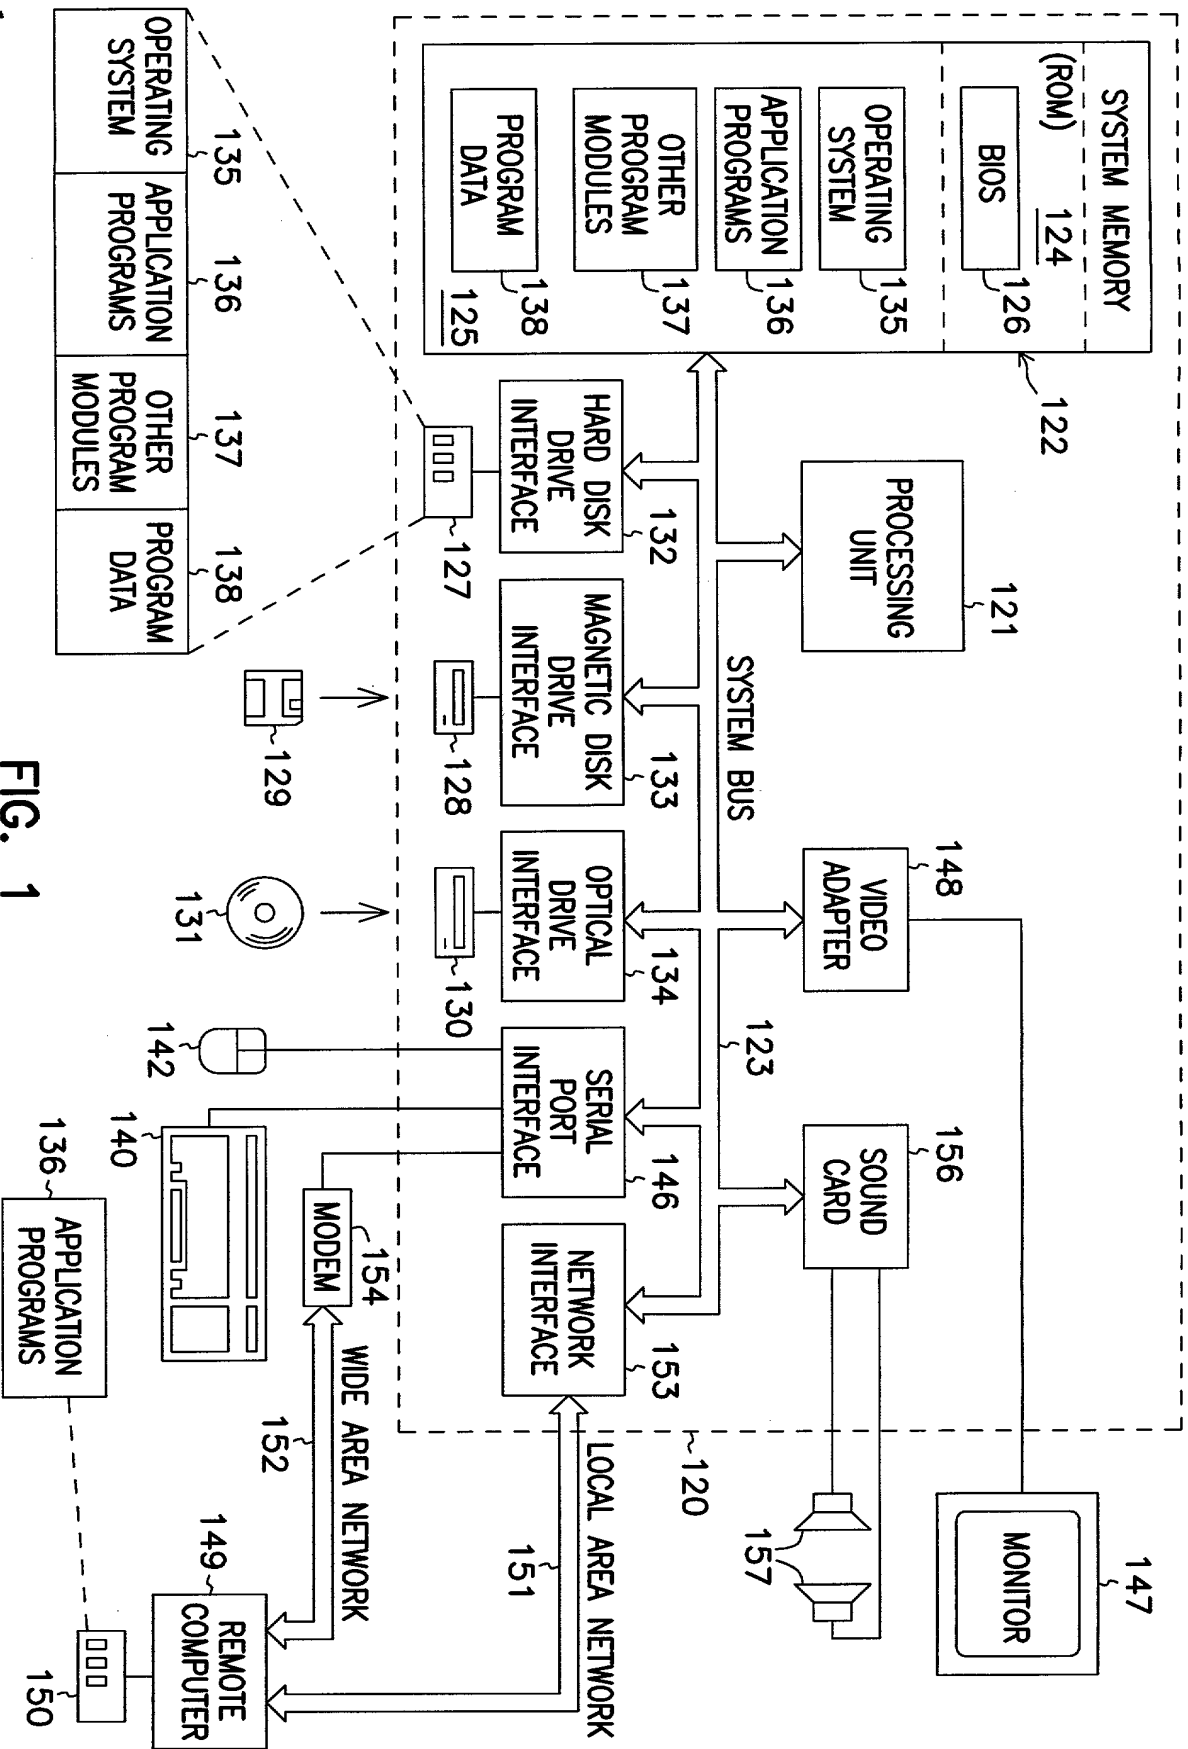 SYSTEM MEMORY
(ROM) 124
BIOS
126
122
OPERATING
SYSTEM
135
APPLICATION
PROGRAMS
136
OTHER
PROGRAM
MODULES
137
PROGRAM
DATA
138
125
PROCESSING
UNIT
121
SYSTEM BUS
123
148
VIDEO
ADAPTER
156
SOUND
CARD
147
MONITOR
157
120
HARD DISK
DRIVE
INTERFACE
132
MAGNETIC DISK
DRIVE
INTERFACE
133
OPTICAL
DRIVE
INTERFACE
134
SERIAL
PORT
INTERFACE
146
NETWORK
INTERFACE
153
127
128
130
129
131
142
140
154
MODEM
LOCAL AREA NETWORK
151
WIDE AREA NETWORK
152
149
REMOTE
COMPUTER
150
136
APPLICATION
PROGRAMS
OPERATING
SYSTEM
135
APPLICATION
PROGRAMS
136
OTHER
PROGRAM
MODULES
137
PROGRAM
DATA
138
FIG. 1